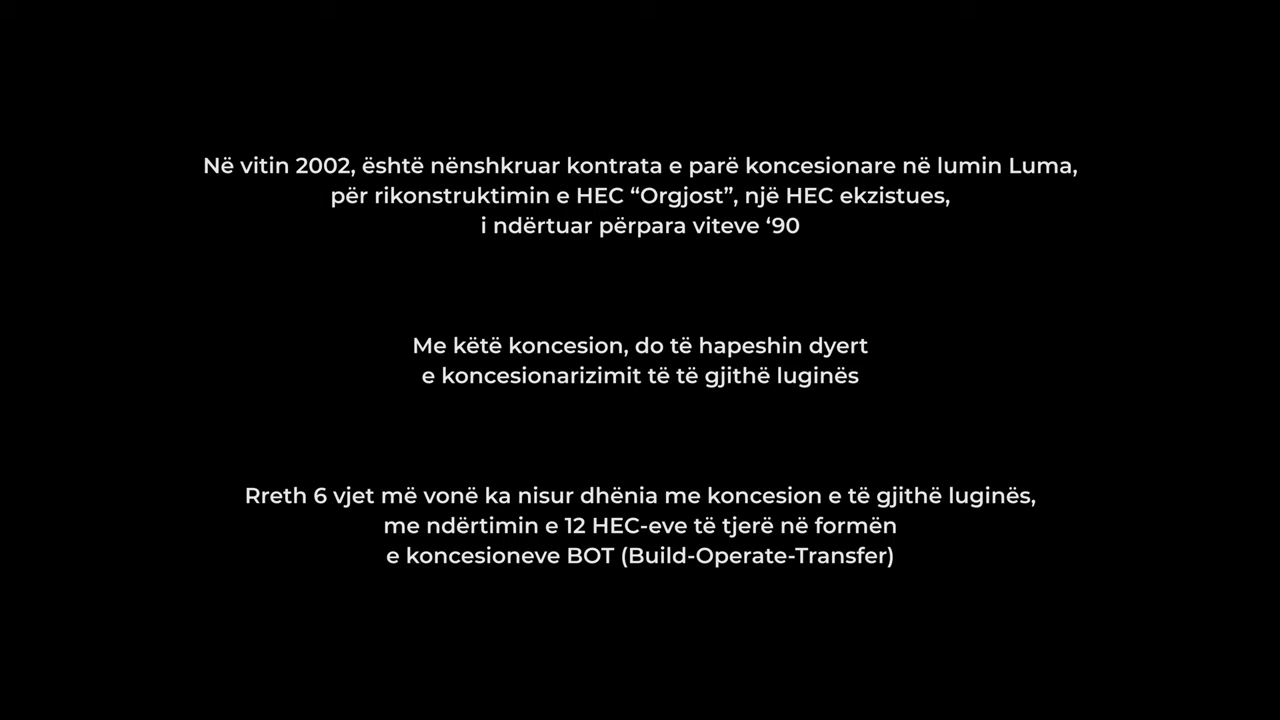 Në vitin 2002, është nënshkruar kontrata e parë koncesionare në lumin Luma,
për rikonstruktimin e HEC “Orgjost”, një HEC ekzistues,
i ndërtuar përpara viteve ‘90
Me këtë koncesion, do të hapeshin dyert
e koncesionarizimit të të gjithë luginës
Rreth 6 vjet më vonë ka nisur dhënia me koncesion e të gjithë luginës,
me ndërtimin e 12 HEC-eve të tjerë në formën
e koncesioneve BOT (Build-Operate-Transfer)